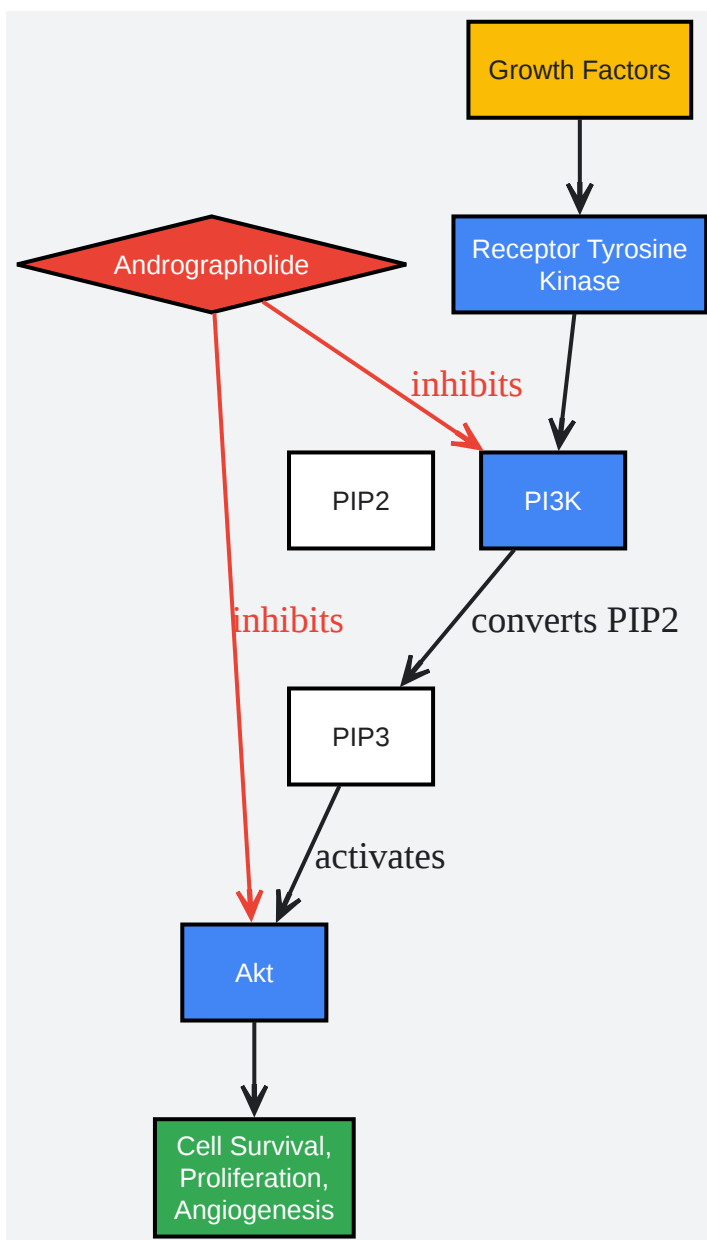 Growth Factors
Andrographolide
Receptor Tyrosine
Kinase
inhibits
PIP2
PI3K
inhibits
converts PIP2
PIP3
activates
Akt
Cell Survival,
Proliferation,
Angiogenesis